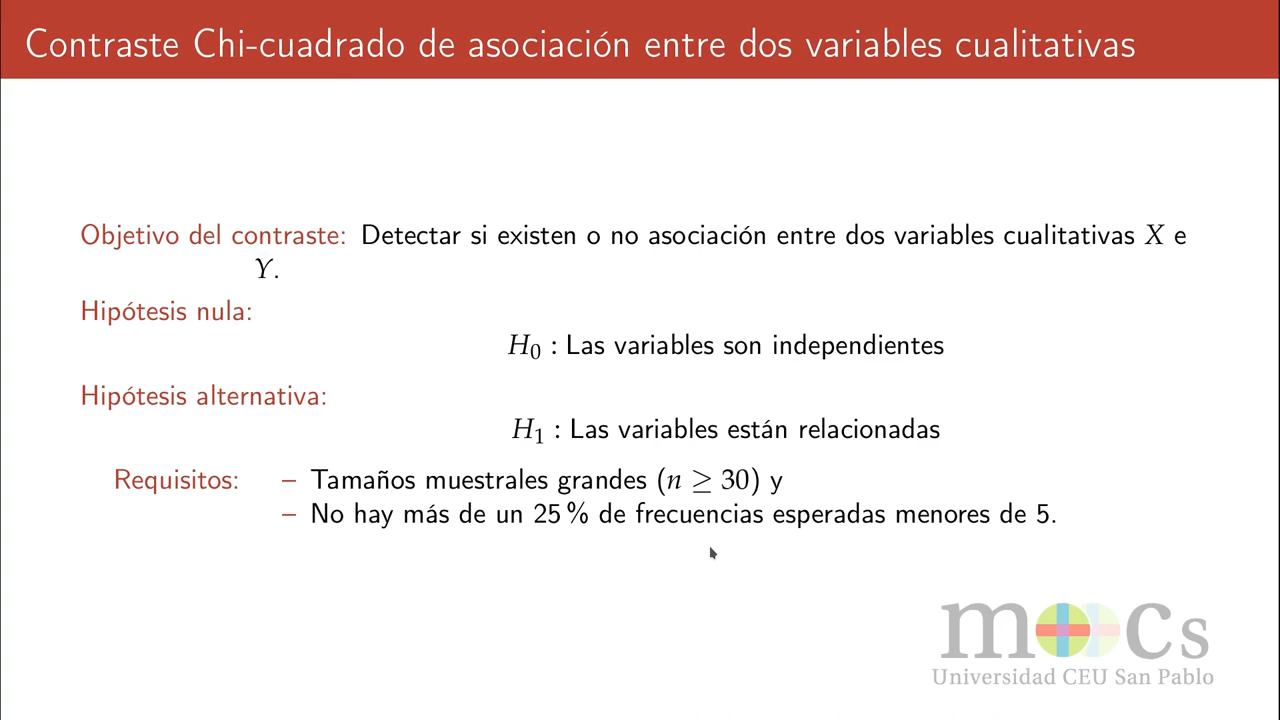 Contraste Chi-cuadrado de asociación entre dos variables cualitativas
Objetivo del contraste: Detectar si existen o no asociación entre dos variables cualitativas X e
Y.
Hipótesis nula:
H₀ : Las variables son independientes
Hipótesis alternativa:
H₁ : Las variables están relacionadas
Requisitos: – Tamaños muestrales grandes (n ≥ 30) y
– No hay más de un 25 % de frecuencias esperadas menores de 5.
moocs
Universidad CEU San Pablo